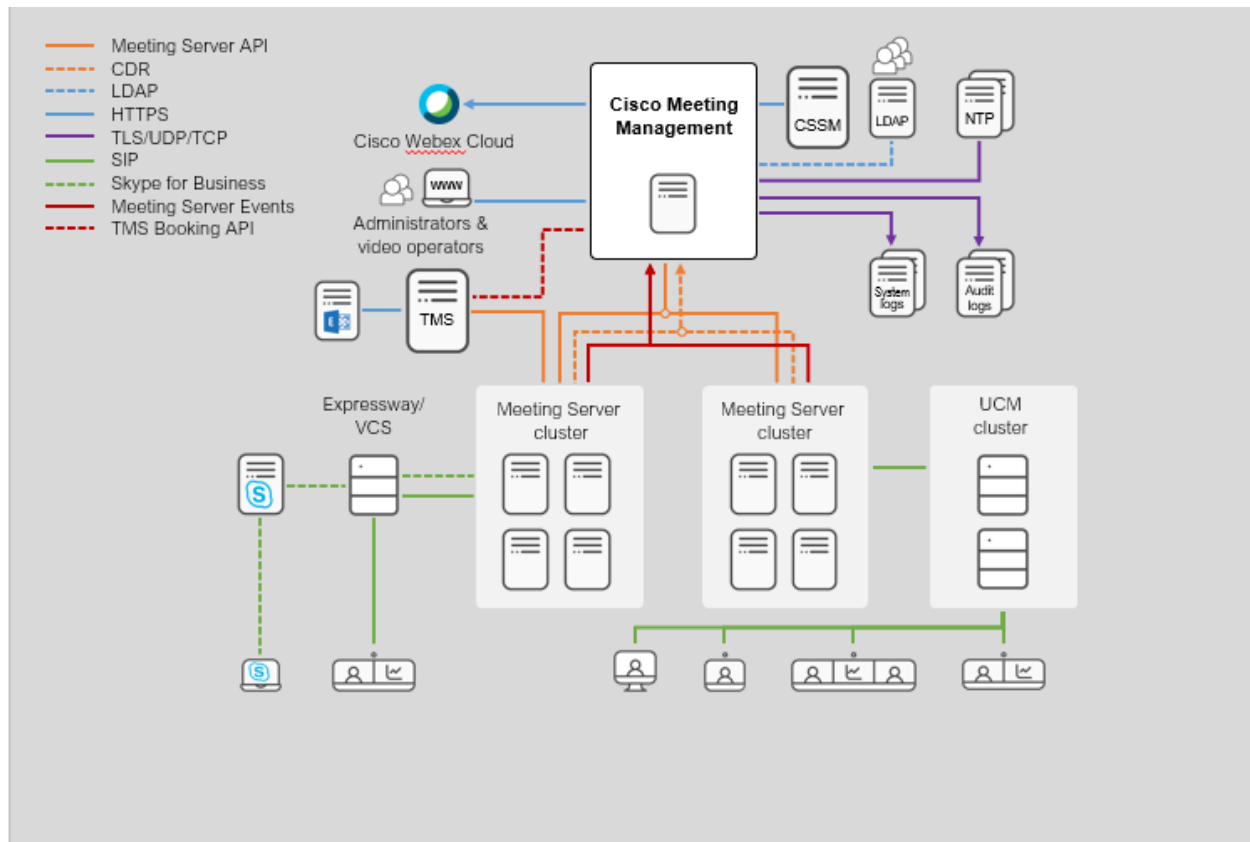 Meeting Server API
CDR
LDAP
HTTPS
TLS/UDP/TCP
SIP
Skype for Business
Meeting Server Events
TMS Booking API
Cisco Webex Cloud
WWW
Administrators &
video operators
Cisco Meeting
Management
CSSM
LDAP
NTP
System
logs
Audit
logs
E
TMS
Expressway/
VCS
Meeting Server
cluster
Meeting Server
cluster
UCM
cluster
S
S